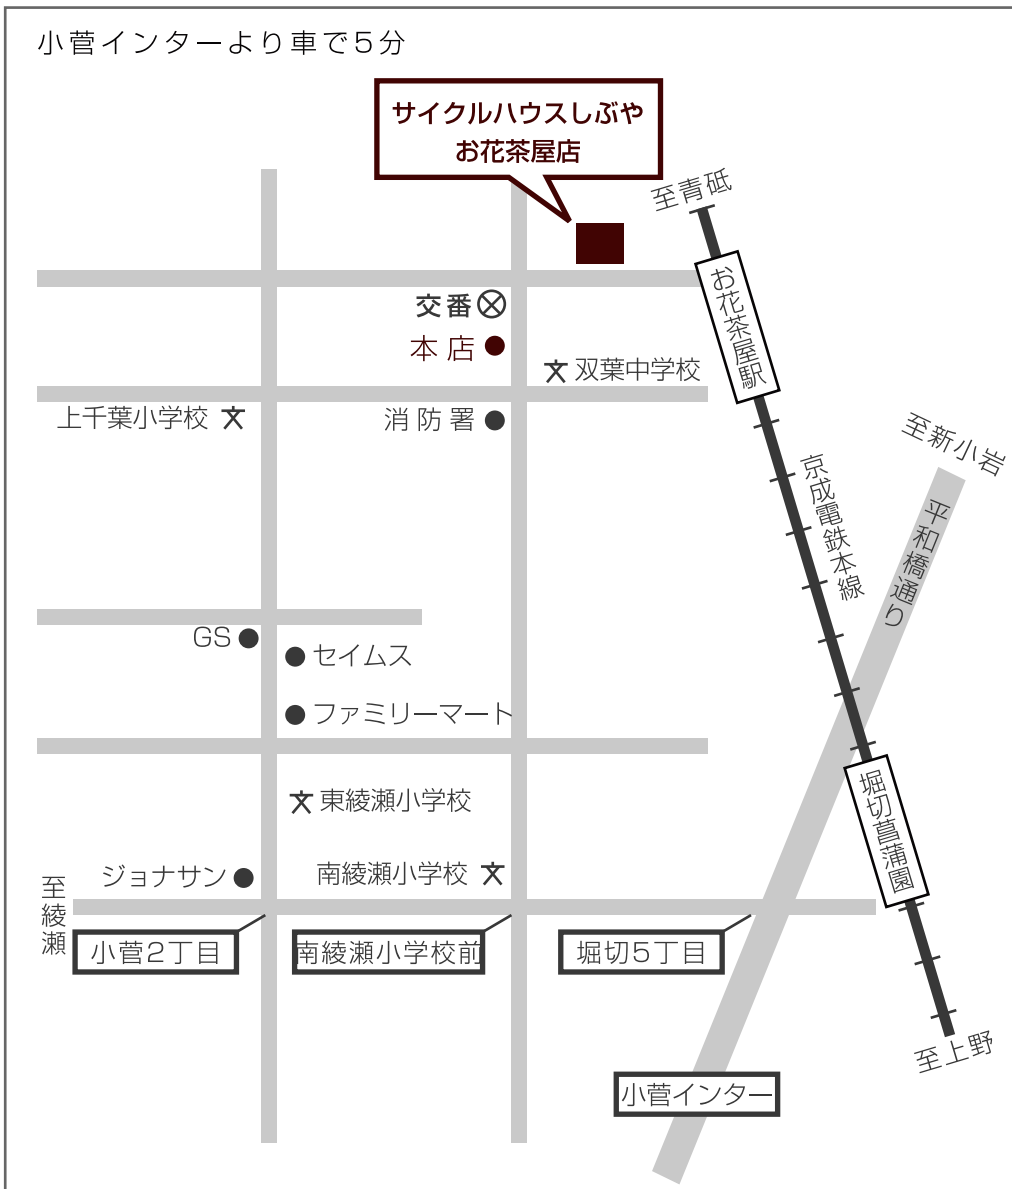 小菅インターより車で5分
サイクルハウスしぶや
お花茶屋店
至青砥
お花茶屋駅
交番
本店
双葉中学校
上千葉小学校
消防署
至新小岩
京成電鉄本線
平和橋通り
GS
セイムス
ファミリーマート
東綾瀬小学校
堀切菖蒲園
ジョナサン
南綾瀬小学校
至綾瀬
小菅2丁目
南綾瀬小学校前
堀切5丁目
至上野
小菅インター